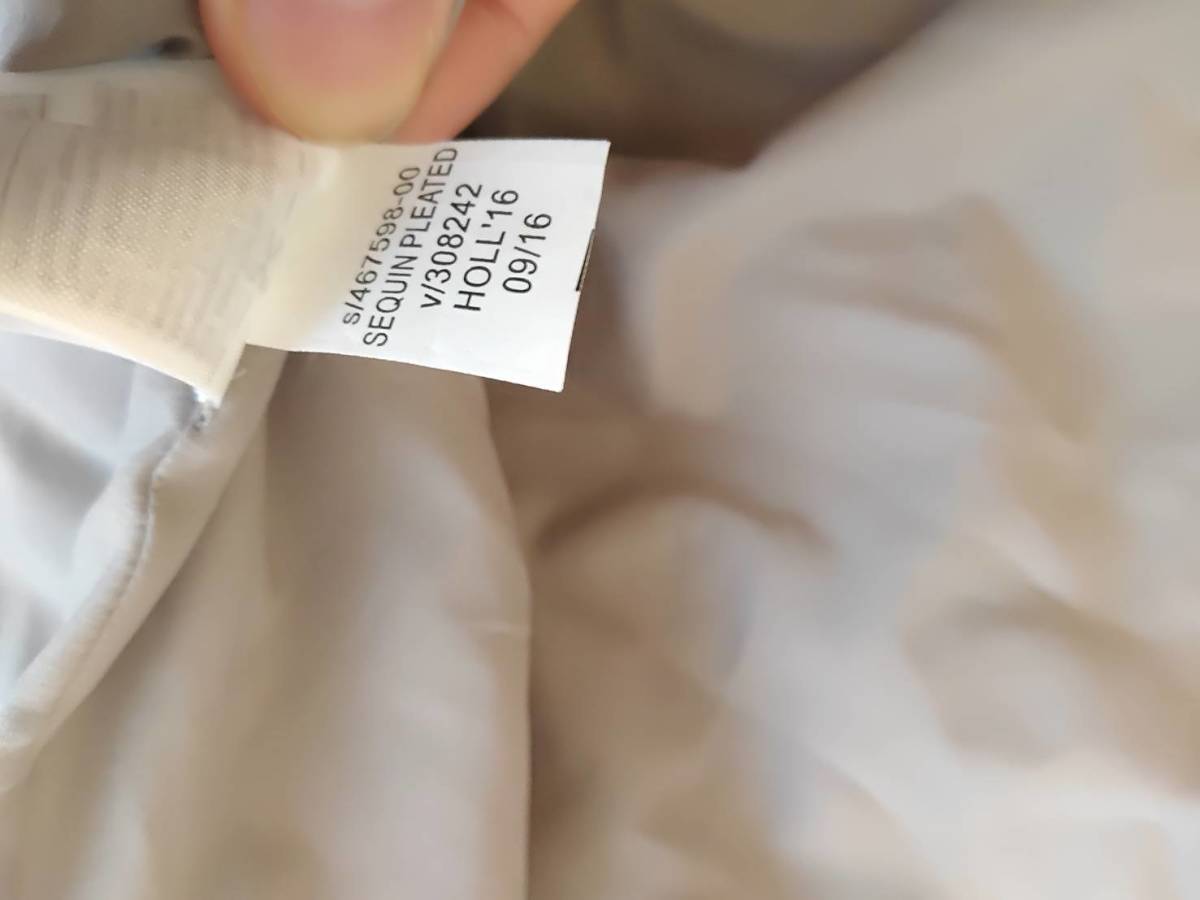 s/467598-00
SEQUIN PLEATED
v/308242
HOLL'16
09/16